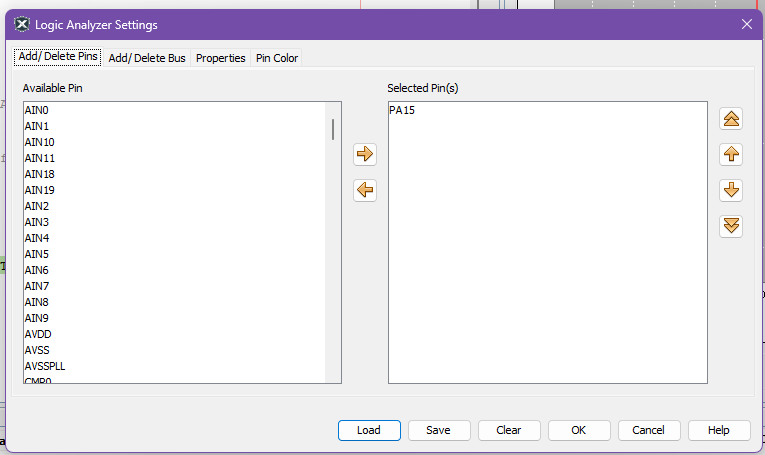 Logic Analyzer Settings
Add/Delete Pins Add/Delete Bus Properties Pin Color
Available Pin
Selected Pin(s)
AIN0
AIN1
AIN10
AIN11
AIN18
AIN19
AIN2
AIN3
AIN4
AIN5
AIN6
AIN7
AIN8
AIN9
AVDD
AVSS
AVSSPLL
CMP0
PA15
Load Save Clear OK Cancel Help